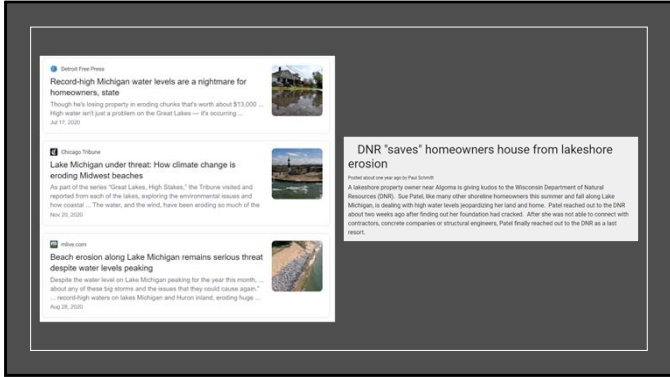 Detroit Free Press
Record-high Michigan water levels are a nightmare for
homeowners, state
Though he's losing property in eroding chunks that's worth about $13,000 ...
High water isn't just a problem on the Great Lakes — it's occurring ...
Jul 17, 2020
Chicago Tribune
Lake Michigan under threat: How climate change is
eroding Midwest beaches
As part of the series "Great Lakes, High Stakes," the Tribune visited and
reported from each of the lakes, exploring the environmental issues and
how coastal ... The water, and the wind, have been eroding so much of the
Nov 20, 2020
mlive.com
Beach erosion along Lake Michigan remains serious threat
despite water levels peaking
Despite the water level on Lake Michigan peaking for the year this month, ...
about any of these big storms and the issues that they could cause again."
... record-high waters on lakes Michigan and Huron inland, eroding huge ...
Aug 28, 2020
DNR "saves" homeowners house from lakeshore
erosion
Posted about one year ago by Paul Schmitt
A lakeshore property owner near Algoma is giving kudos to the Wisconsin Department of Natural
Resources (DNR). Sue Patel, like many other shoreline homeowners this summer and fall along Lake
Michigan, is dealing with high water levels jeopardizing her land and home. Patel reached out to the DNR
about two weeks ago after finding out her foundation had cracked. After she was not able to connect with
contractors, concrete companies or structural engineers, Patel finally reached out to the DNR as a last
resort.